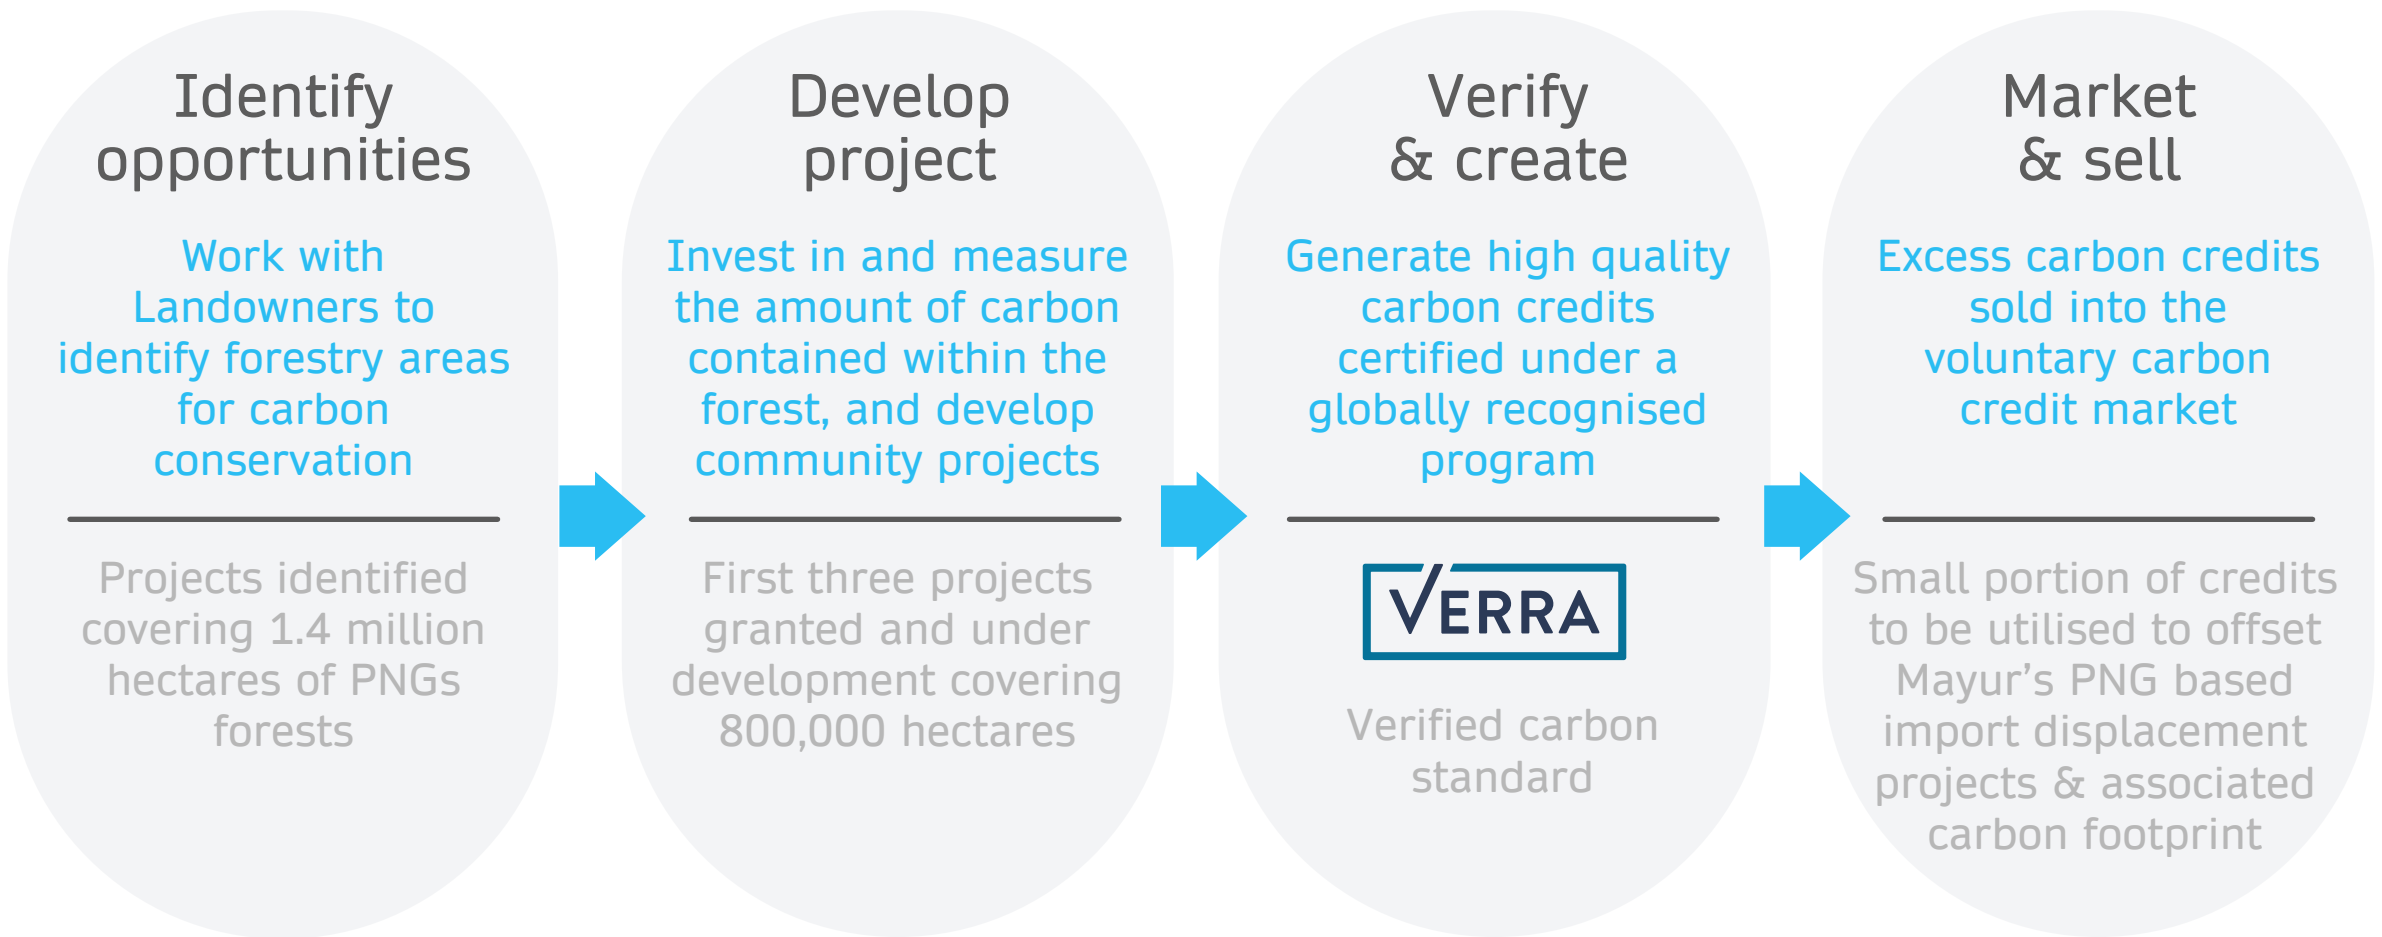 Identify
opportunities
Work with
Landowners to
identify forestry areas
for carbon
conservation
Projects identified
covering 1.4 million
hectares of PNGs
forests
Develop
project
Invest in and measure
the amount of carbon
contained within the
forest, and develop
community projects
First three projects
granted and under
development covering
800,000 hectares
Verify
& create
Generate high quality
carbon credits
certified under a
globally recognised
program
VERRA
Verified carbon
standard
Market
& sell
Excess carbon credits
sold into the
voluntary carbon
credit market
Small portion of credits
to be utilised to offset
Mayur’s PNG based
import displacement
projects & associated
carbon footprint